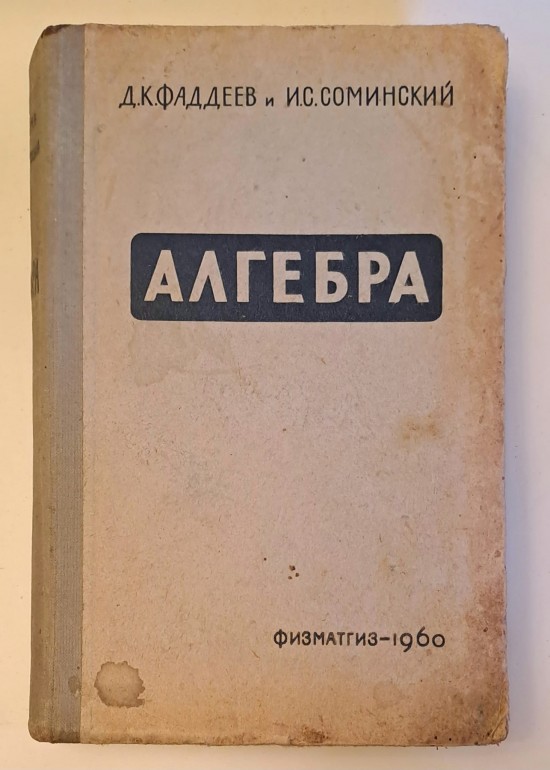 Д.К.ФАДДЕЕВ и И.С.СОМИНСКИЙ
АЛГЕБРА
ФИЗМАТГИЗ-1960